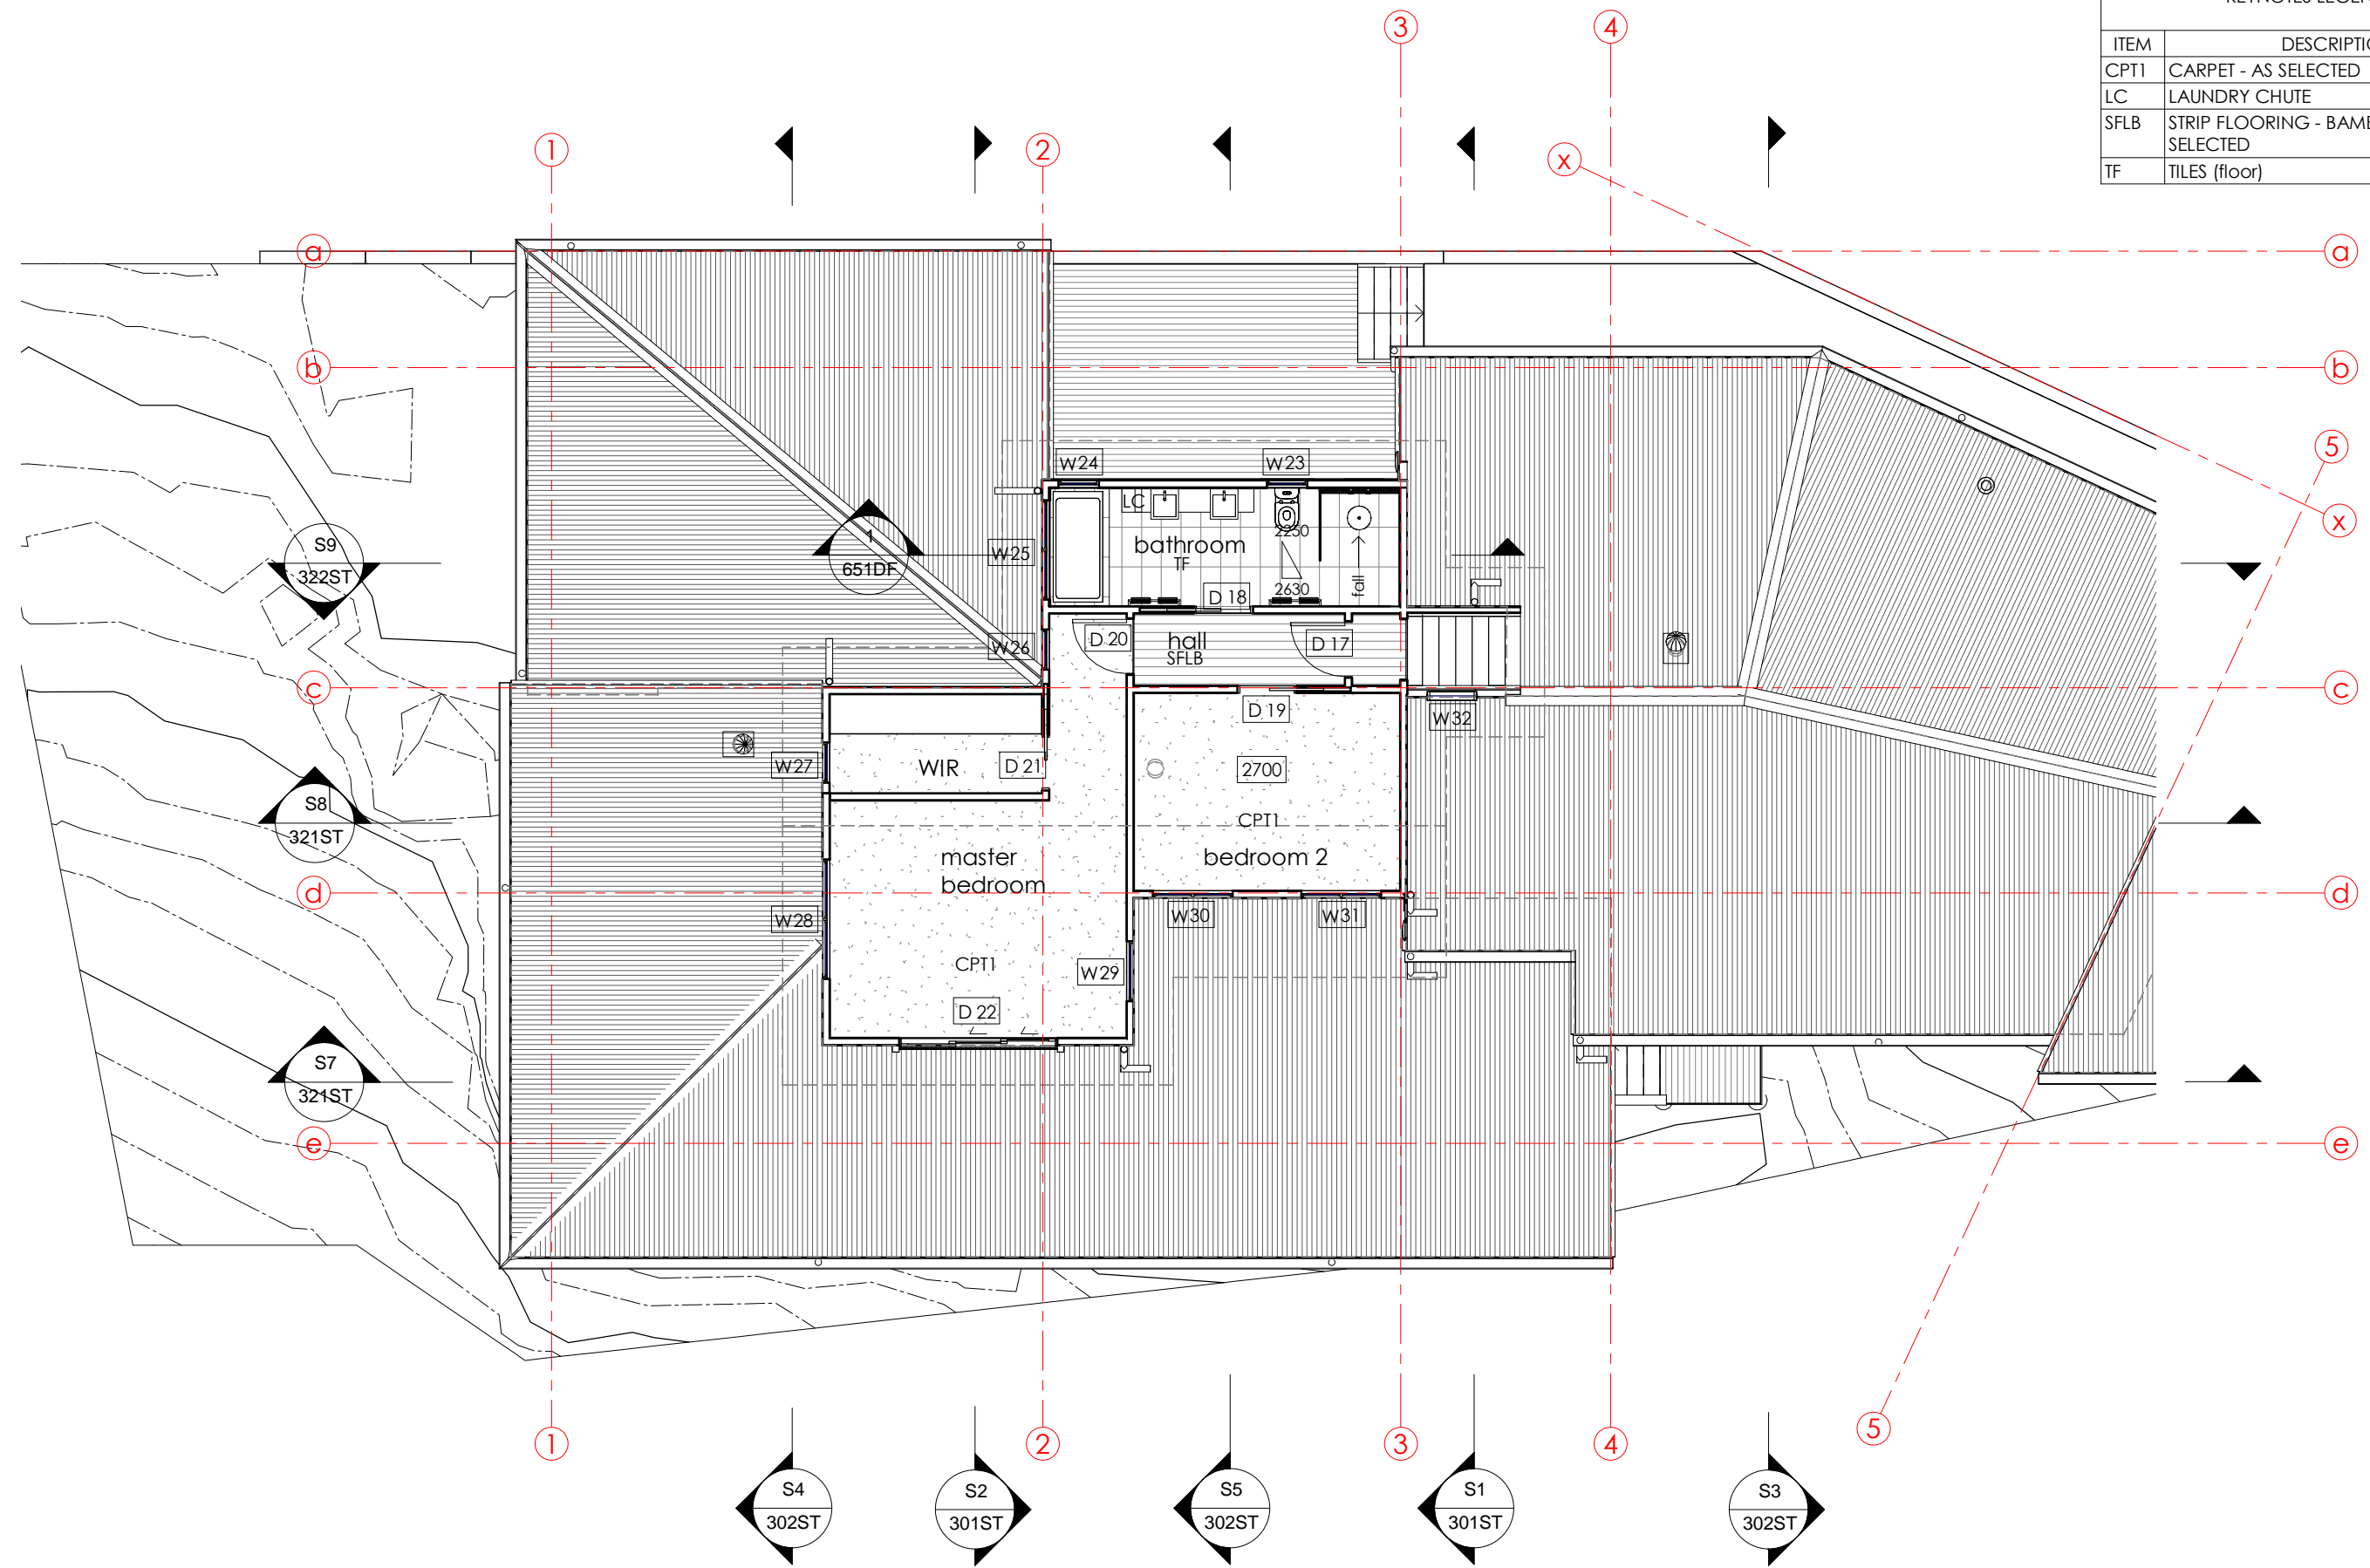 KEYNOTES LEGEN
ITEM DESCRIPTIO
CPT1 CARPET - AS SELECTED
LC LAUNDRY CHUTE
SFLB STRIP FLOORING - BAMB
SELECTED
TF TILES (floor)
3 4
1 2 x
a a
b b
5
W24 W23
LC
x
S9
322ST
1
651DF
W25
bathroom
TF
2250
2630
fall
D 18
W26
D 20
hall
SFLB
D 17
c c
D 19
W32
W27
WIR
D 21
2700
S8
321ST
CPT1
master
bedroom
bedroom 2
d d
W28
W30 W31
CPT1
W29
D 22
S7
321ST
e e
1 2 3 4 5
S4
302ST
S2
301ST
S5
302ST
S1
301ST
S3
302ST